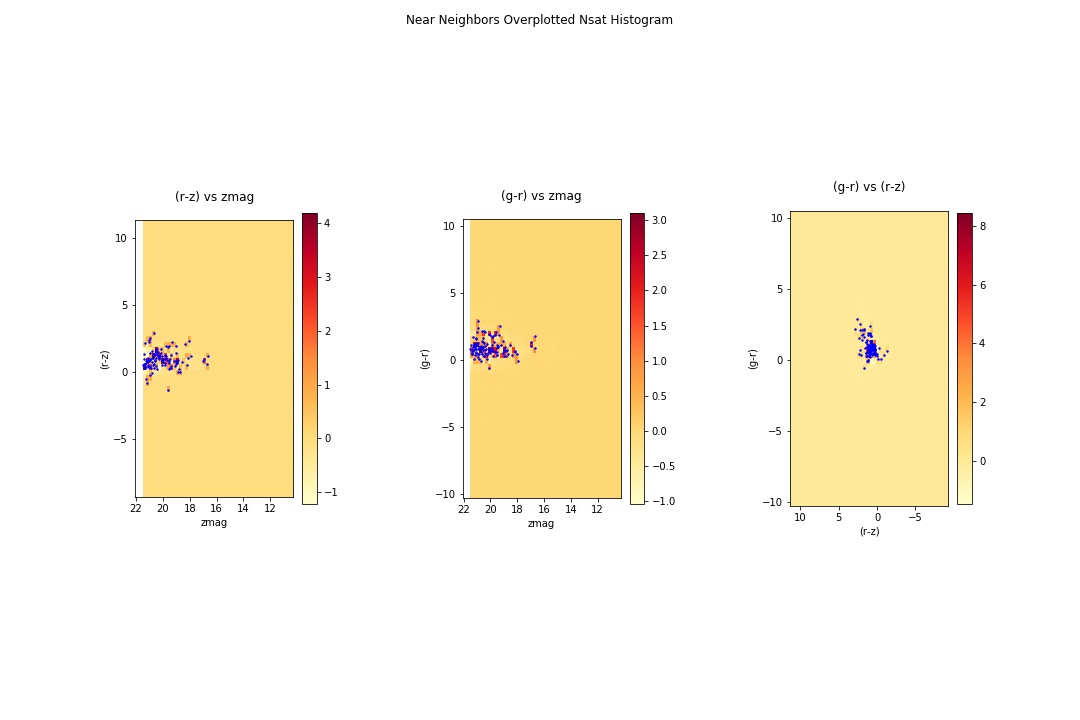 Near Neighbors Overplotted Nsat Histogram
(r-z) vs zmag
10
5
0
−5
(r-z)
22 20 18 16 14 12
zmag
4
3
2
1
0
−1
(g-r) vs zmag
10
5
0
−5
−10
(g-r)
22 20 18 16 14 12
zmag
3.0
2.5
2.0
1.5
1.0
0.5
0.0
−0.5
−1.0
(g-r) vs (r-z)
10
5
0
−5
−10
(g-r)
10 5 0 −5
(r-z)
8
6
4
2
0